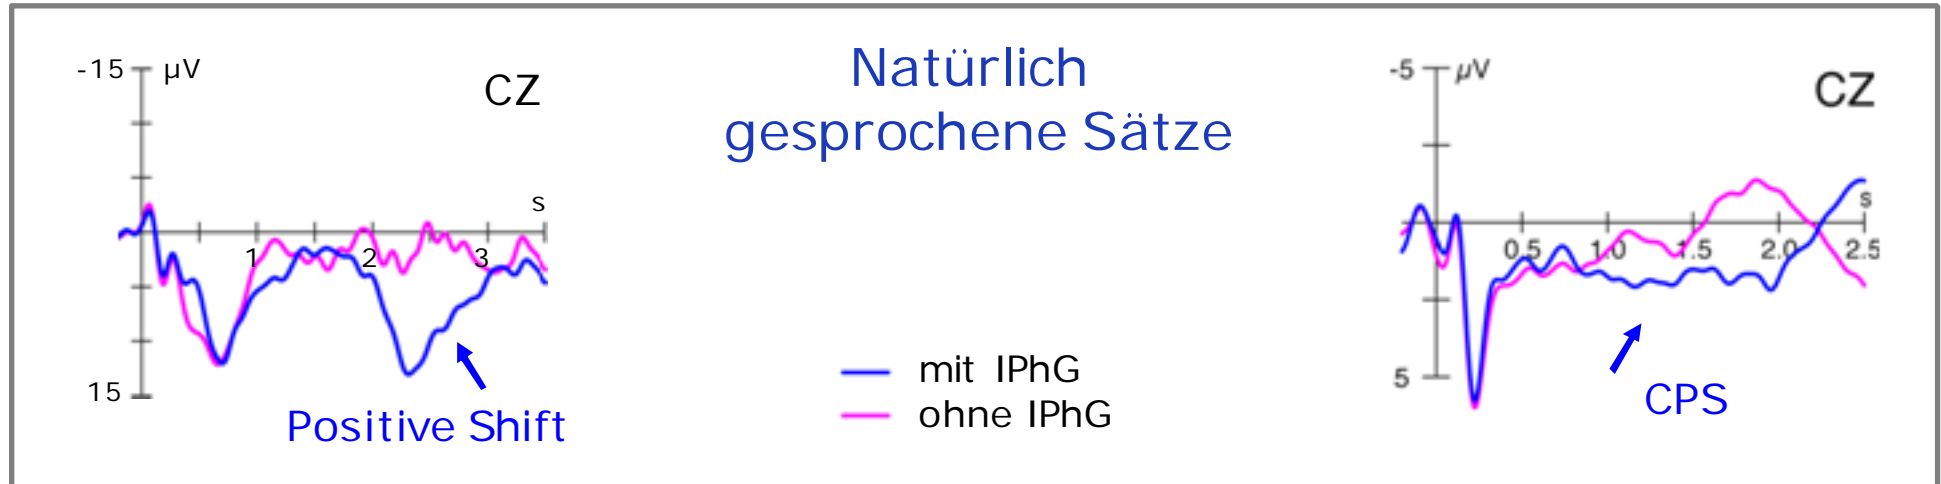 Natürlich
gesprochene Sätze
-15 µV
CZ
s
1 2 3
15
Positive Shift
mit IPhG
ohne IPhG
-5 µV
CZ
s
0.5 1.0 1.5 2.0 2.5
5
CPS